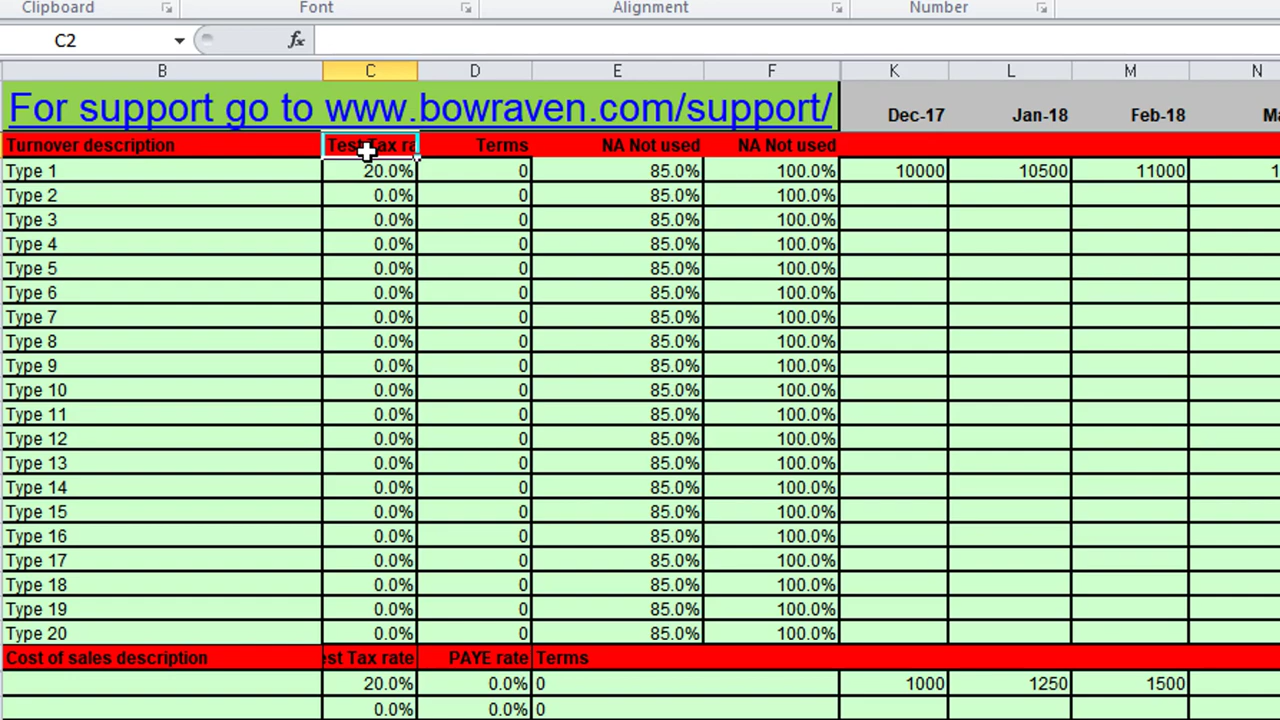 Clipboard Font Alignment Number
C2 fx
B C D E F K L M N
For support go to www.bowraven.com/support/ Dec-17 Jan-18 Feb-18
Turnover description Test Tax ra Terms NA Not used NA Not used
Type 1 20.0% 0 85.0% 100.0% 10000 10500 11000
Type 2 0.0% 0 85.0% 100.0%
Type 3 0.0% 0 85.0% 100.0%
Type 4 0.0% 0 85.0% 100.0%
Type 5 0.0% 0 85.0% 100.0%
Type 6 0.0% 0 85.0% 100.0%
Type 7 0.0% 0 85.0% 100.0%
Type 8 0.0% 0 85.0% 100.0%
Type 9 0.0% 0 85.0% 100.0%
Type 10 0.0% 0 85.0% 100.0%
Type 11 0.0% 0 85.0% 100.0%
Type 12 0.0% 0 85.0% 100.0%
Type 13 0.0% 0 85.0% 100.0%
Type 14 0.0% 0 85.0% 100.0%
Type 15 0.0% 0 85.0% 100.0%
Type 16 0.0% 0 85.0% 100.0%
Type 17 0.0% 0 85.0% 100.0%
Type 18 0.0% 0 85.0% 100.0%
Type 19 0.0% 0 85.0% 100.0%
Type 20 0.0% 0 85.0% 100.0%
Cost of sales description est Tax rate PAYE rate Terms
20.0% 0.0% 0 1000 1250 1500
0.0% 0.0% 0